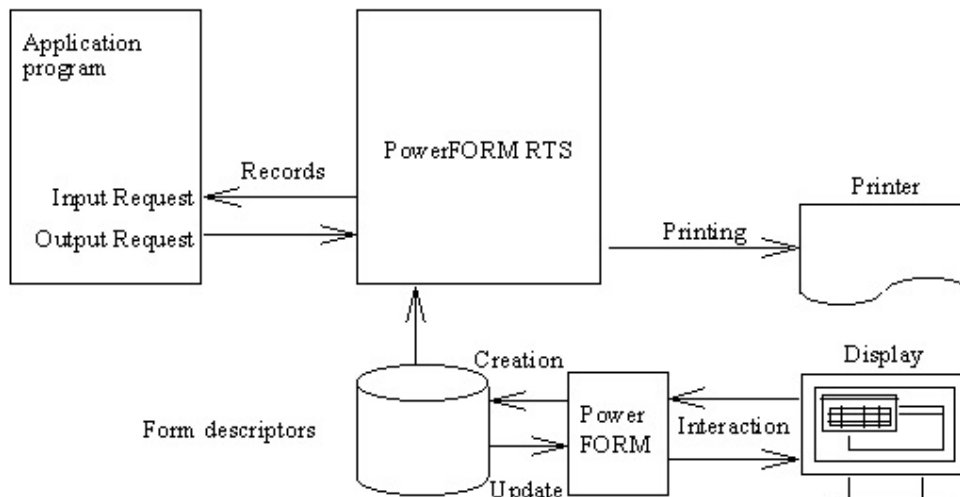 Application
program
PowerFORM RTS
Records
Input Request
Output Request
Printer
Printing
Creation
Display
Form descriptors
Power
FORM
Interaction
Update